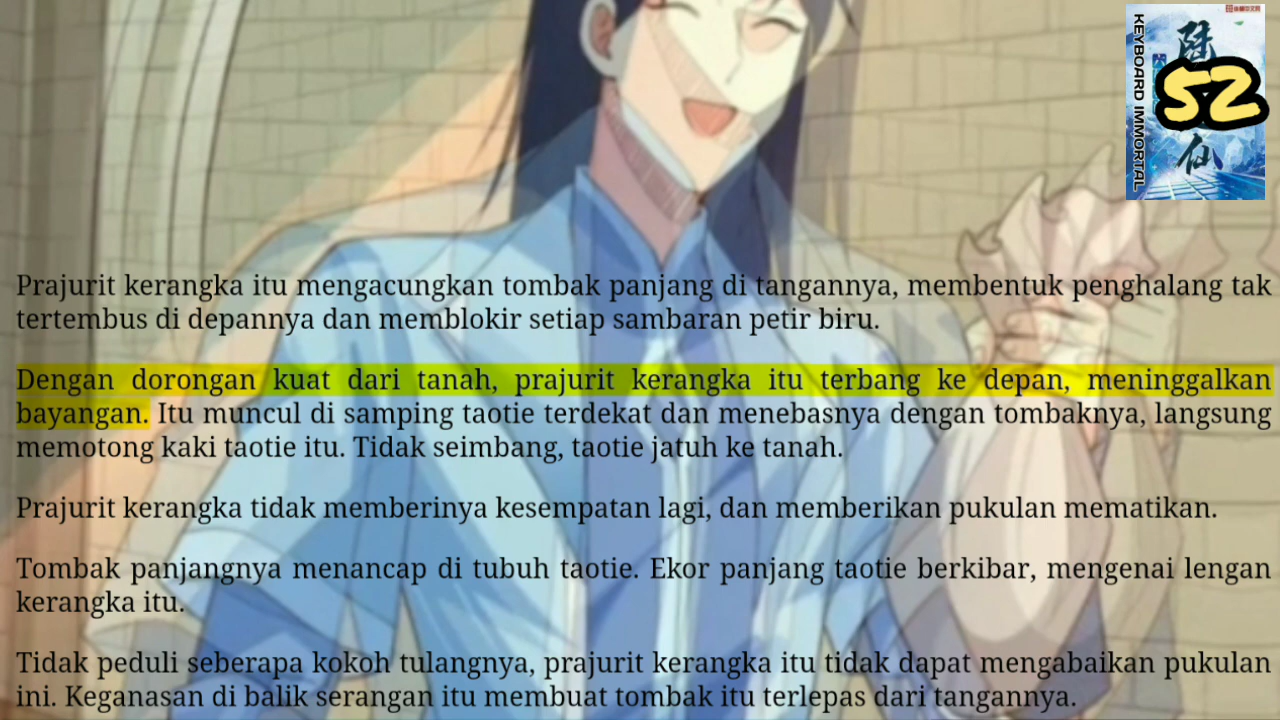 陆
仙
KEYBOARD IMMORTAL
52
Prajurit kerangka itu mengacungkan tombak panjang di tangannya, membentuk penghalang tak
tertembus di depannya dan memblokir setiap sambaran petir biru.
Dengan dorongan kuat dari tanah, prajurit kerangka itu terbang ke depan, meninggalkan
bayangan. Itu muncul di samping taotie terdekat dan menebasnya dengan tombaknya, langsung
memotong kaki taotie itu. Tidak seimbang, taotie jatuh ke tanah.
Prajurit kerangka tidak memberinya kesempatan lagi, dan memberikan pukulan mematikan.
Tombak panjangnya menancap di tubuh taotie. Ekor panjang taotie berkibar, mengenai lengan
kerangka itu.
Tidak peduli seberapa kokoh tulangnya, prajurit kerangka itu tidak dapat mengabaikan pukulan
ini. Keganasan di balik serangan itu membuat tombak itu terlepas dari tangannya.